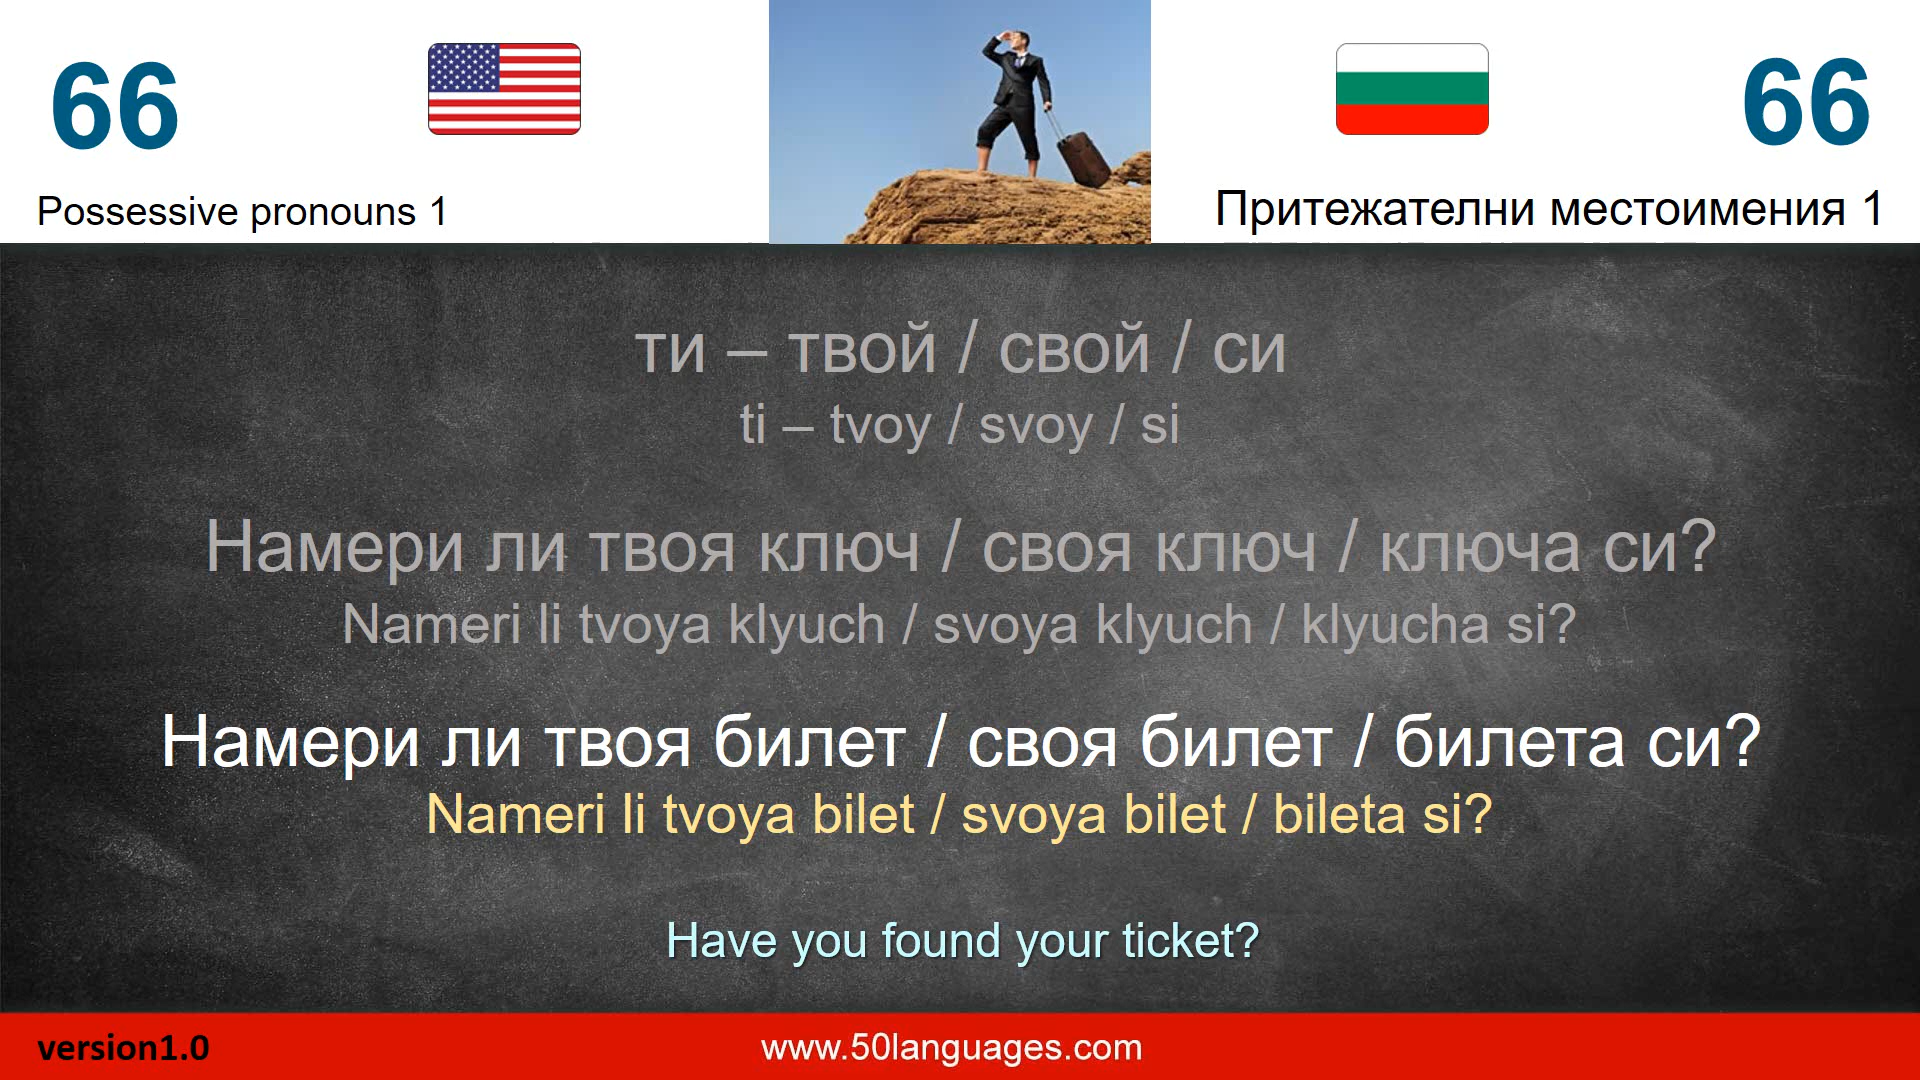 66
66
Possessive pronouns 1
Притежателни местоимения 1
ти – твой / свой / си
ti – tvoy / svoy / si
Намери ли твоя ключ / своя ключ / ключа си?
Nameri li tvoya klyuch / svoya klyuch / klyucha si?
Намери ли твоя билет / своя билет / билета си?
Nameri li tvoya bilet / svoya bilet / bileta si?
Have you found your ticket?
version1.0
www.50languages.com